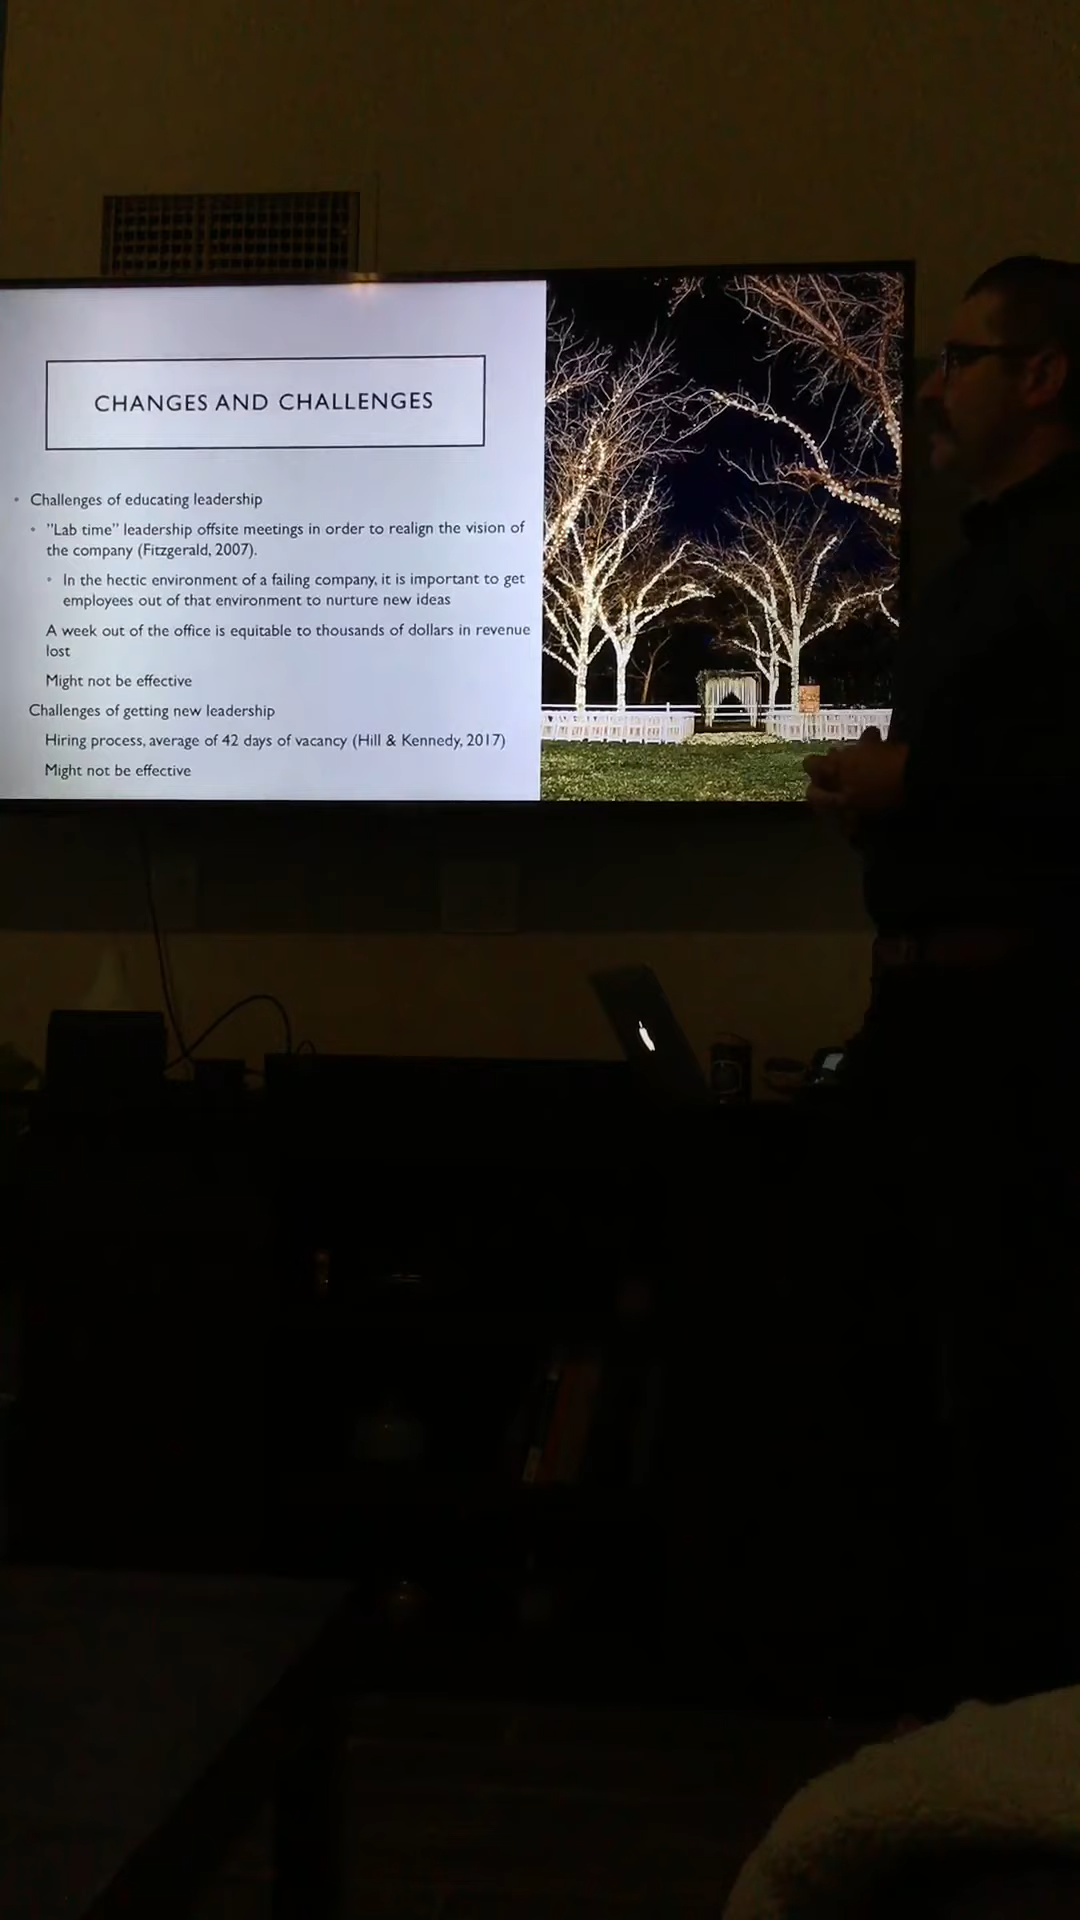 CHANGES AND CHALLENGES
• Challenges of educating leadership
• "Lab time" leadership offsite meetings in order to realign the vision of
the company (Fitzgerald, 2007).
• In the hectic environment of a failing company, it is important to get
employees out of that environment to nurture new ideas
A week out of the office is equitable to thousands of dollars in revenue
lost
Might not be effective
Challenges of getting new leadership
Hiring process, average of 42 days of vacancy (Hill & Kennedy, 2017)
Might not be effective